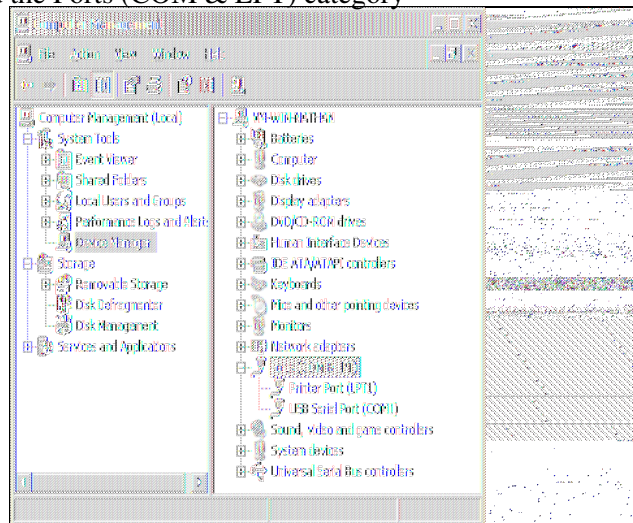 the Ports (COM & LPT) category
Computer Management
File Action View Window Help
Computer Management (Local)
System Tools
Event Viewer
Shared Folders
Local Users and Groups
Performance Logs and Alerts
Device Manager
Storage
Removable Storage
Disk Defragmenter
Disk Management
Services and Applications
Batteries
Computer
Disk drives
Display adapters
DVD/CD-ROM drives
Human Interface Devices
IDE ATA/ATAPI controllers
Keyboards
Mice and other pointing devices
Monitors
Network adapters
Ports (COM & LPT)
Printer Port (LPT1)
Sound, video and game controllers
System devices
Universal Serial Bus controllers